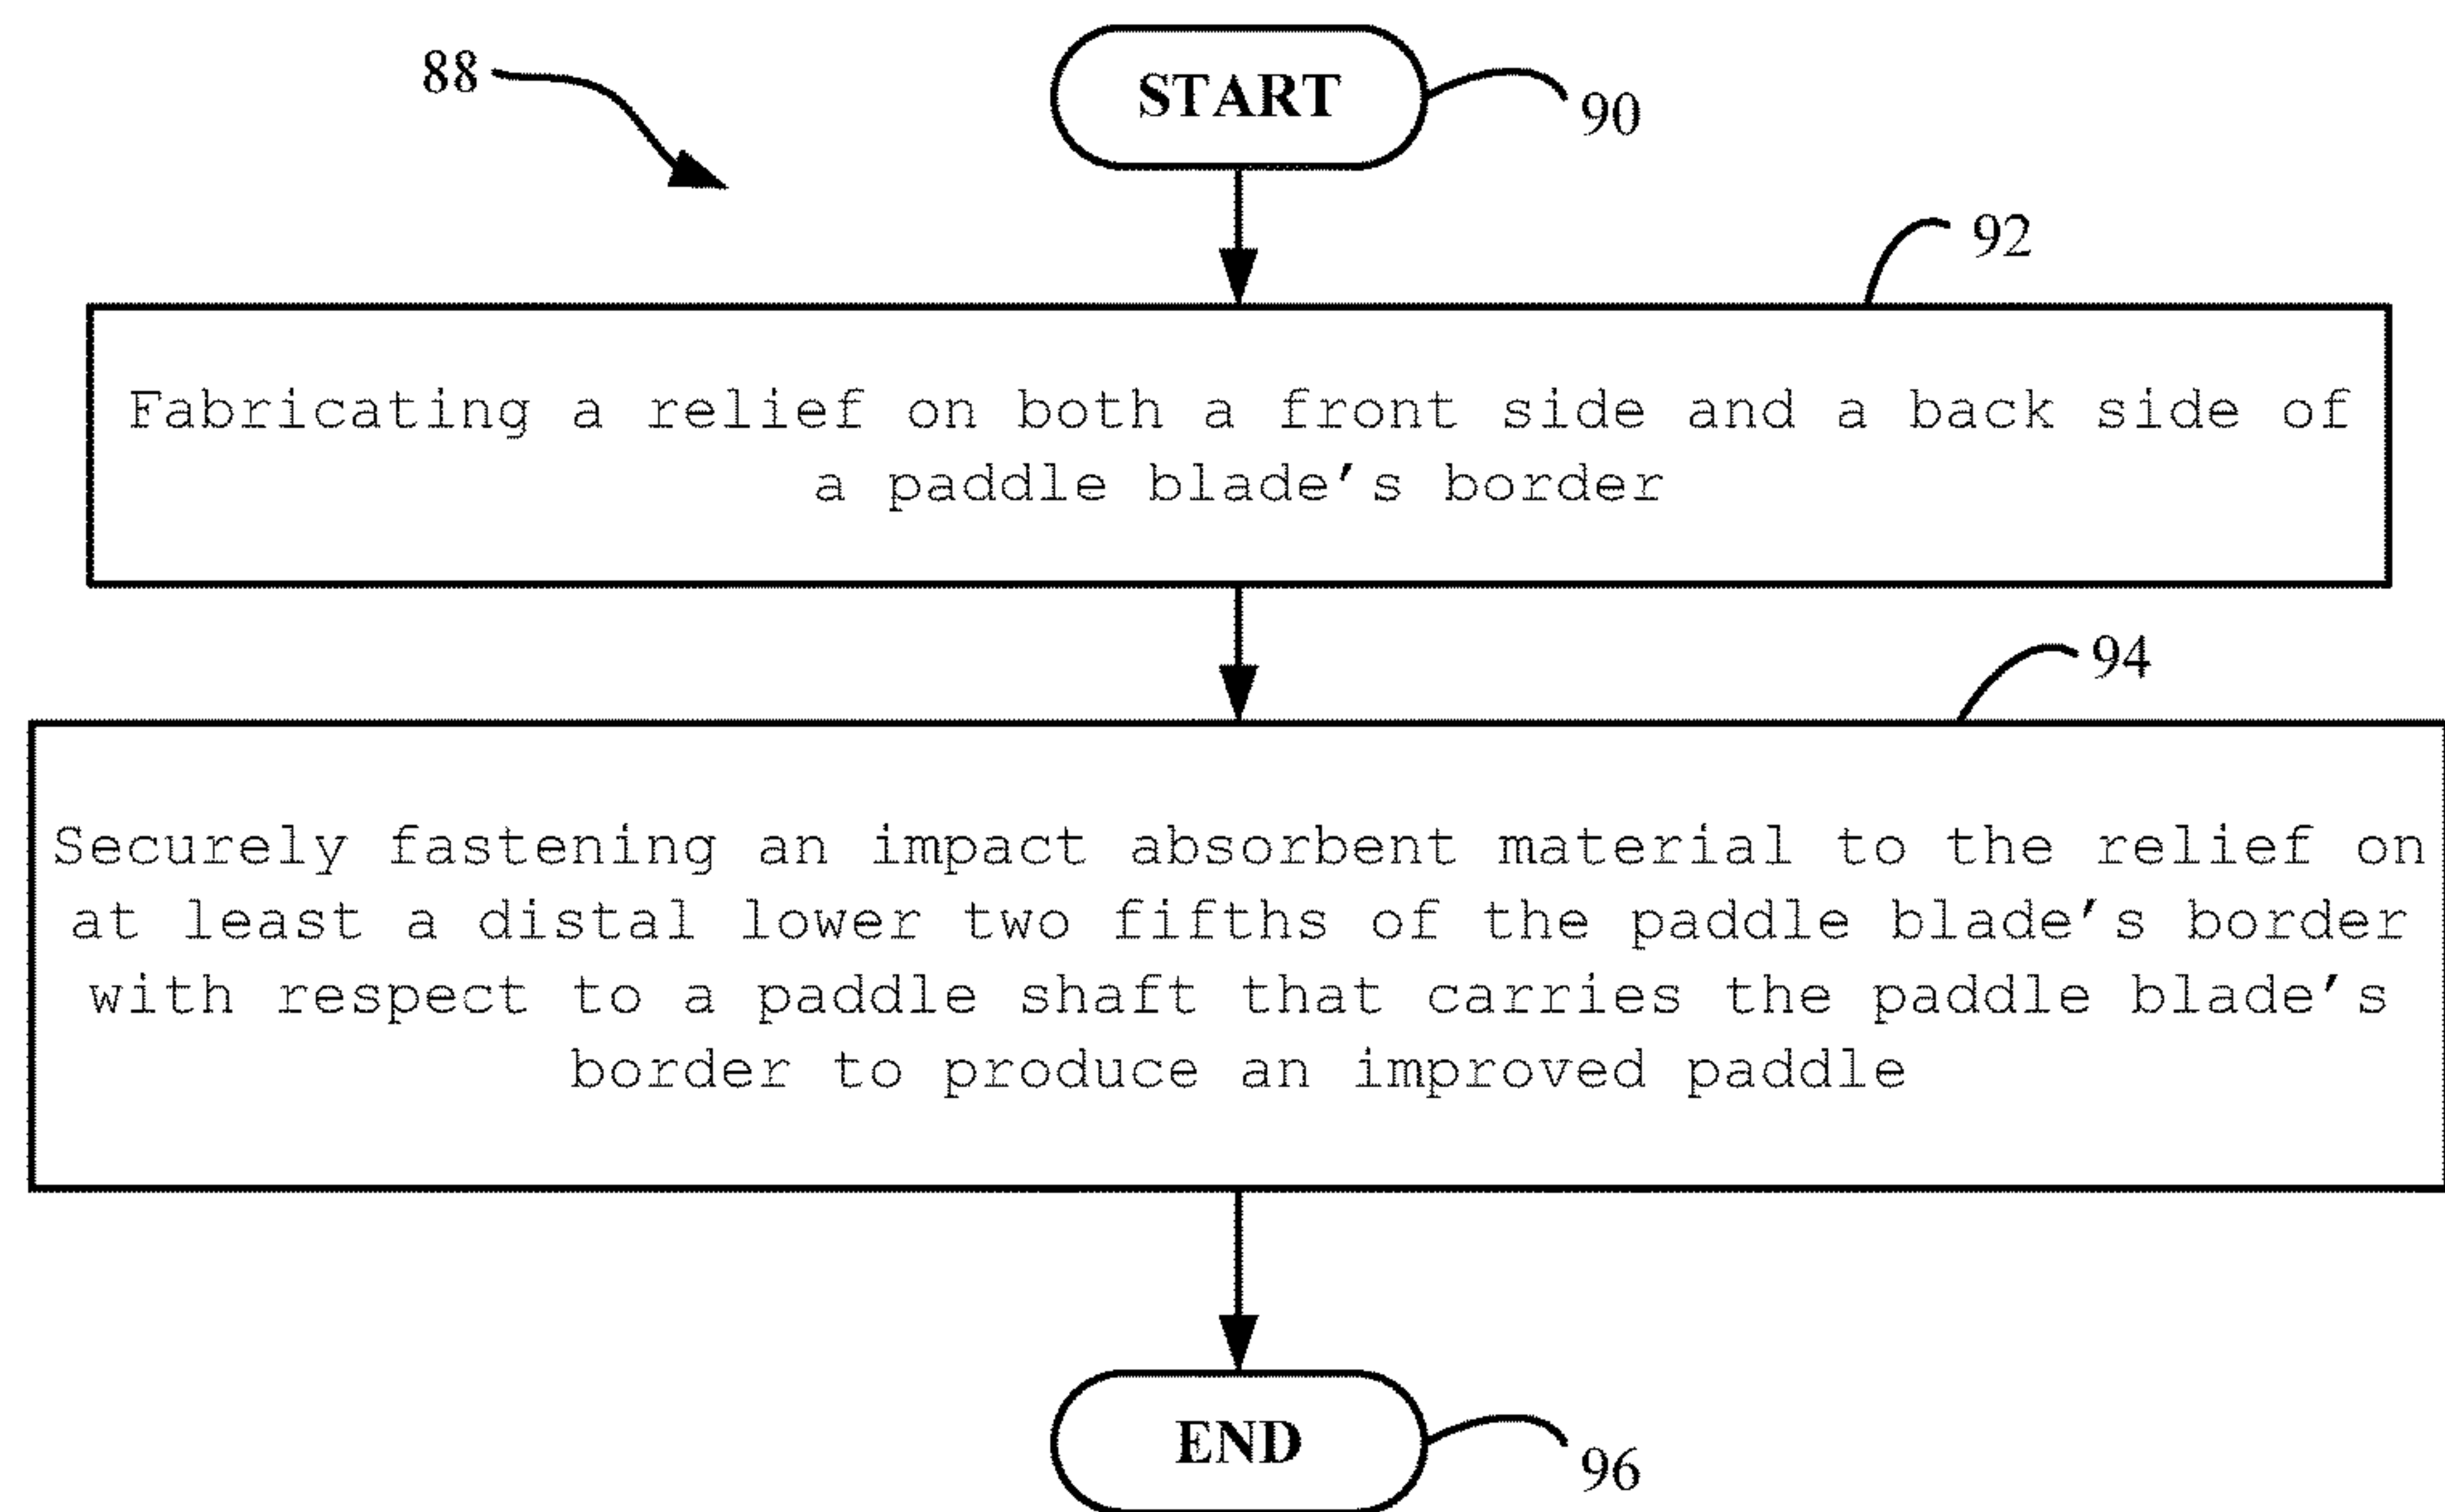 88
START
90
92
Fabricating a relief on both a front side and a back side of
a paddle blade’s border
94
Securely fastening an impact absorbent material to the relief on
at least a distal lower two fifths of the paddle blade’s border
with respect to a paddle shaft that carries the paddle blade’s
border to produce an improved paddle
END
96